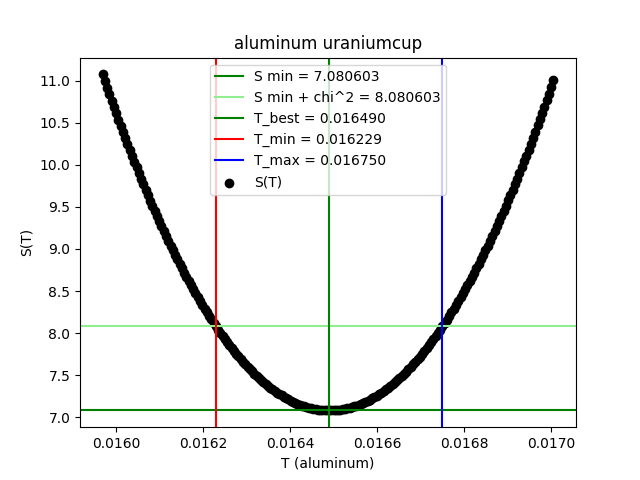 aluminum uraniumcup
S min = 7.080603
S min + chi^2 = 8.080603
T_best = 0.016490
T_min = 0.016229
T_max = 0.016750
S(T)
S(T)
11.0
10.5
10.0
9.5
9.0
8.5
8.0
7.5
7.0
0.0160 0.0162 0.0164 0.0166 0.0168 0.0170
T (aluminum)